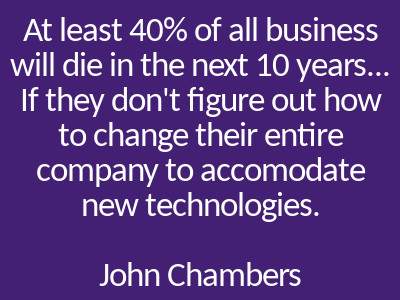 At least 40% of all business
will die in the next 10 years...
If they don't figure out how
to change their entire
company to accomodate
new technologies.
John Chambers